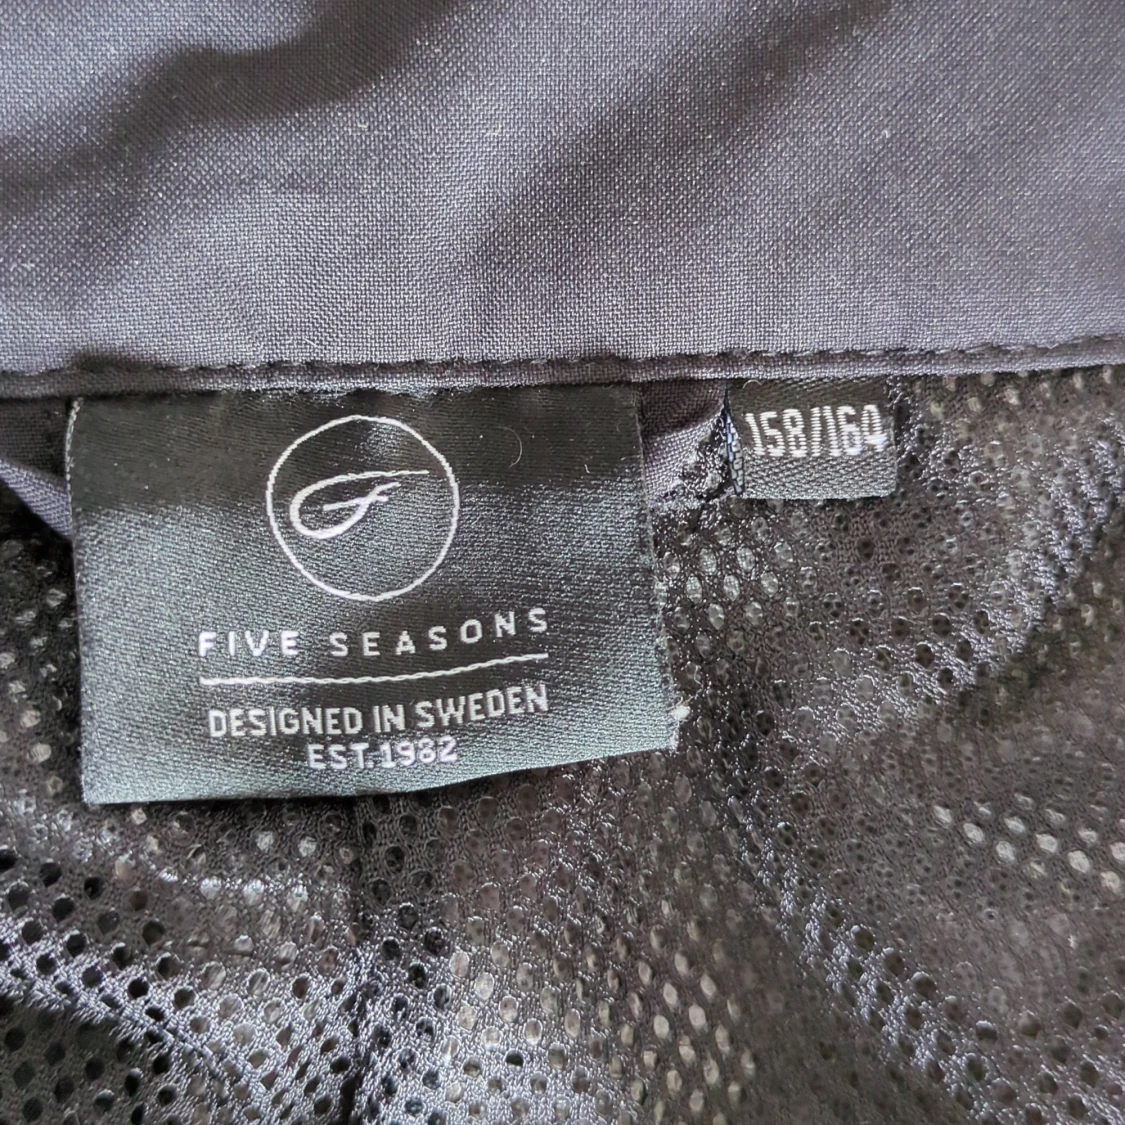 FIVE SEASONS
DESIGNED IN SWEDEN
EST.1982
158/164